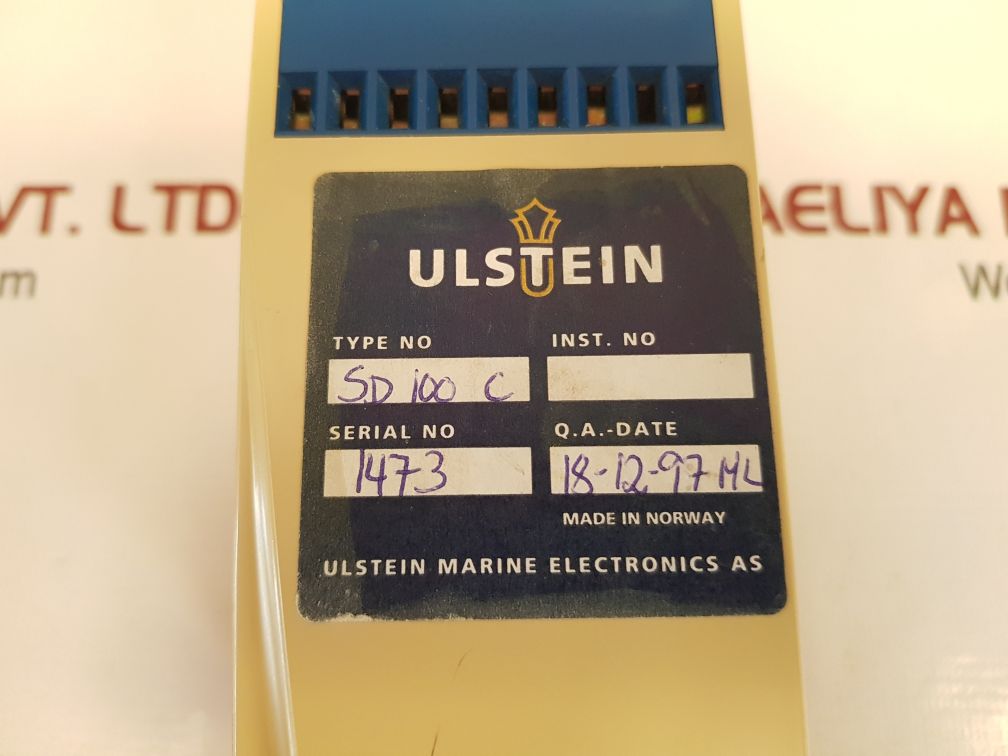 VT. LTD
AELIYA
m
We
ULSTEIN
TYPE NO
INST. NO
SD 100 C
SERIAL NO
Q.A.-DATE
1473
18-12-97 ML
MADE IN NORWAY
ULSTEIN MARINE ELECTRONICS AS